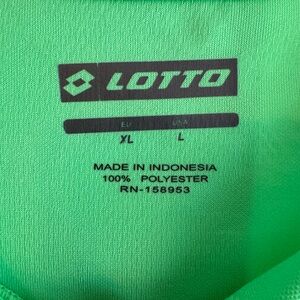 LOTTO
EU USA
XL L
MADE IN INDONESIA
100% POLYESTER
RN-158953